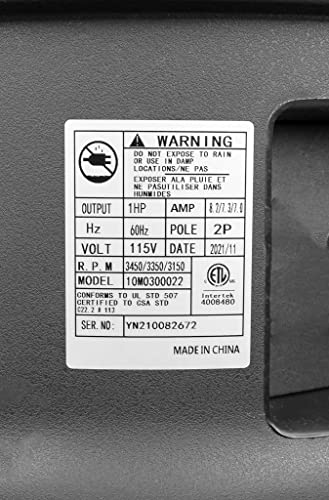 WARNING
DO NOT EXPOSE TO RAIN
OR USE IN DAMP
LOCATIONS/NE PAS
EXPOSER ALA PLUIE ET
NE PASUTILISER DANS
HUNMIDES
OUTPUT 1HP AMP 8.2/7.3/7.0
Hz 60Hz POLE 2P
VOLT 115V DATE 2021/11
R.P.M 3450/3350/3150
MODEL 10M0300022
CONFORMS TO UL STD 507
CERTIFIED TO CSA STD
C22.2 # 113
ETL
Intertek
4008480
SER.NO: YN210082672
MADE IN CHINA